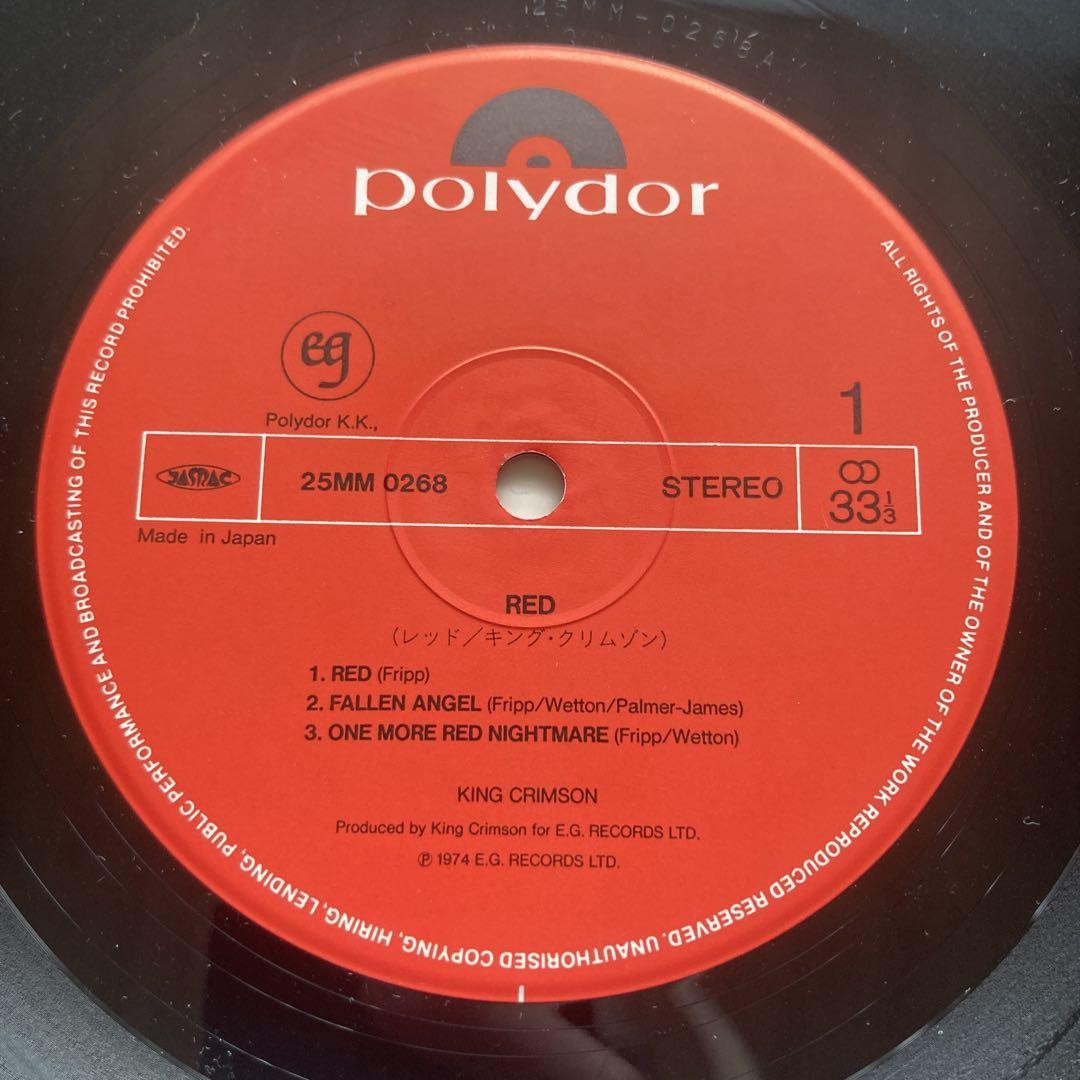 25MM-0268A
polydor
eg
Polydor K.K.,
1
JASRAC
25MM 0268
STEREO
33⅓
Made in Japan
RED
(レッド／キング・クリムゾン)
1. RED (Fripp)
2. FALLEN ANGEL (Fripp/Wetton/Palmer-James)
3. ONE MORE RED NIGHTMARE (Fripp/Wetton)
KING CRIMSON
Produced by King Crimson for E.G. RECORDS LTD.
℗ 1974 E.G. RECORDS LTD.
ALL RIGHTS OF THE PRODUCER AND OF THE OWNER OF THE WORK REPRODUCED RESERVED. UNAUTHORISED COPYING, HIRING, LENDING, PUBLIC PERFORMANCE AND BROADCASTING OF THIS RECORD PROHIBITED.